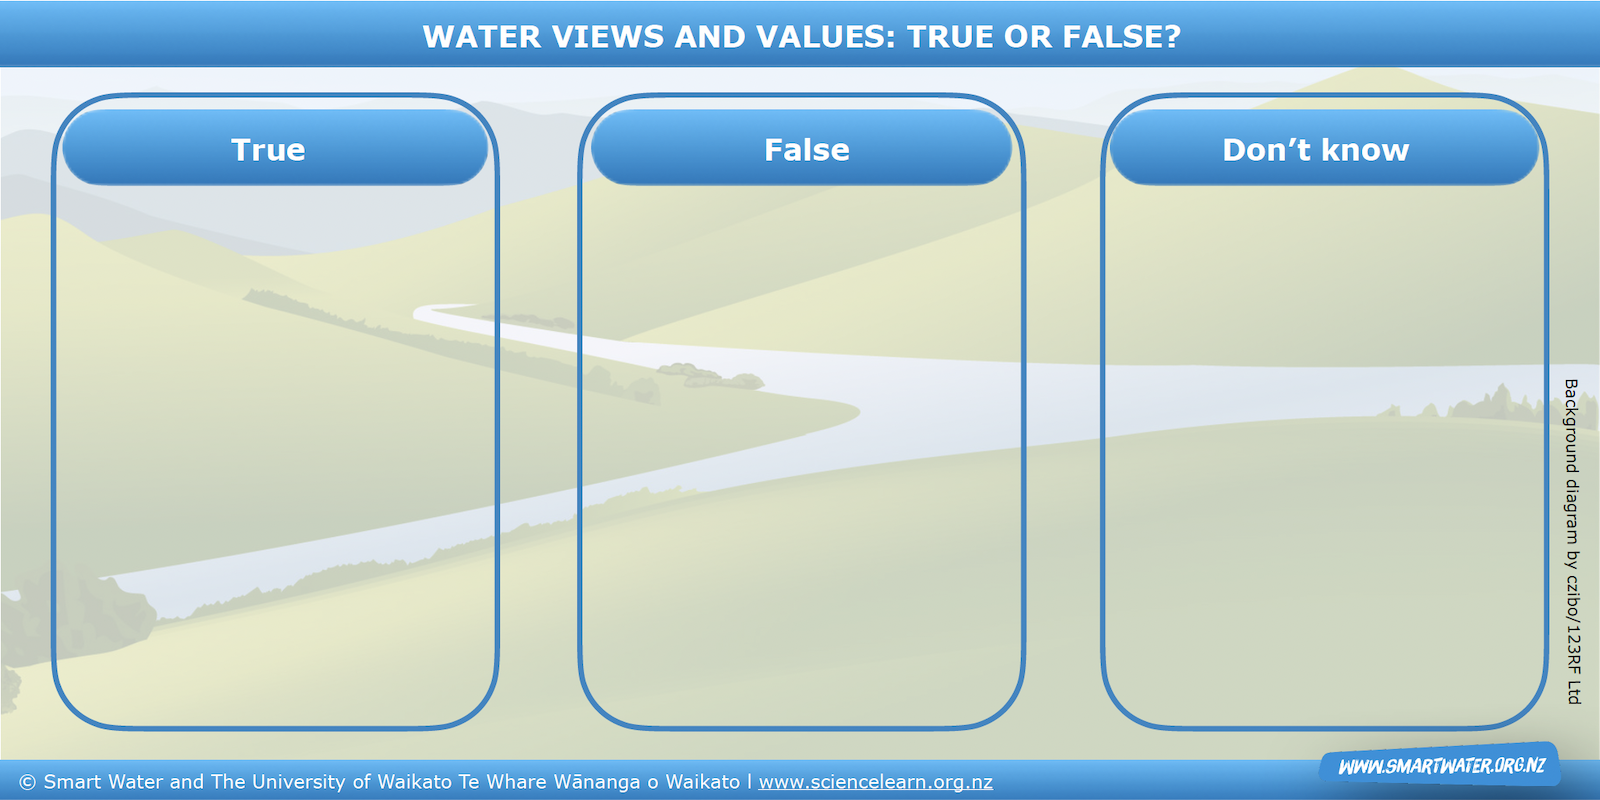 WATER VIEWS AND VALUES: TRUE OR FALSE?
True
False
Don’t know
Background diagram by czibo/123RF Ltd
© Smart Water and The University of Waikato Te Whare Wānanga o Waikato l www.sciencelearn.org.nz
WWW.SMARTWATER.ORG.NZ